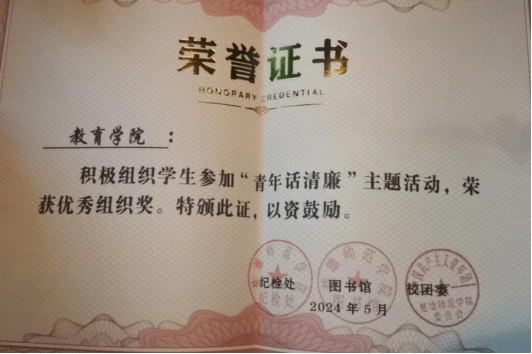 荣誉证书
HONORARY CREDENTIAL
教育学院：
积极组织学生参加“青年话清廉”主题活动，荣
获优秀组织奖。特颁此证，以资鼓励。
纪检处 图书馆 校团委
2024年5月